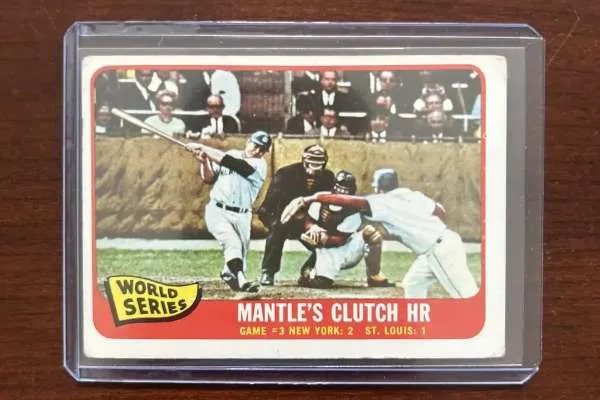 WORLD
SERIES
MANTLE'S CLUTCH HR
GAME #3 NEW YORK: 2 ST. LOUIS: 1